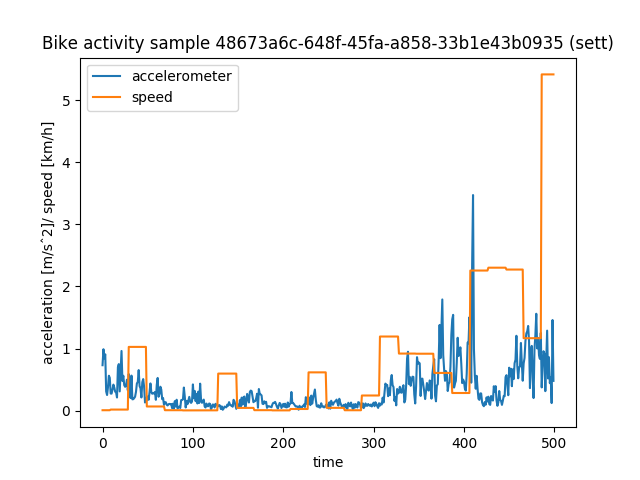 Bike activity sample 48673a6c-648f-45fa-a858-33b1e43b0935 (sett)
accelerometer
speed
acceleration [m/s^2]/ speed [km/h]
5
4
3
2
1
0
0
100
200
300
400
500
time